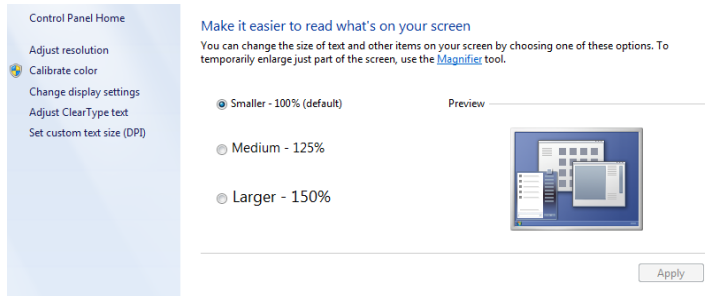 Control Panel Home
Adjust resolution
Calibrate color
Change display settings
Adjust ClearType text
Set custom text size (DPI)
Make it easier to read what's on your screen
You can change the size of text and other items on your screen by choosing one of these options. To
temporarily enlarge just part of the screen, use the Magnifier tool.
Smaller - 100% (default)
Preview
Medium - 125%
Larger - 150%
Apply